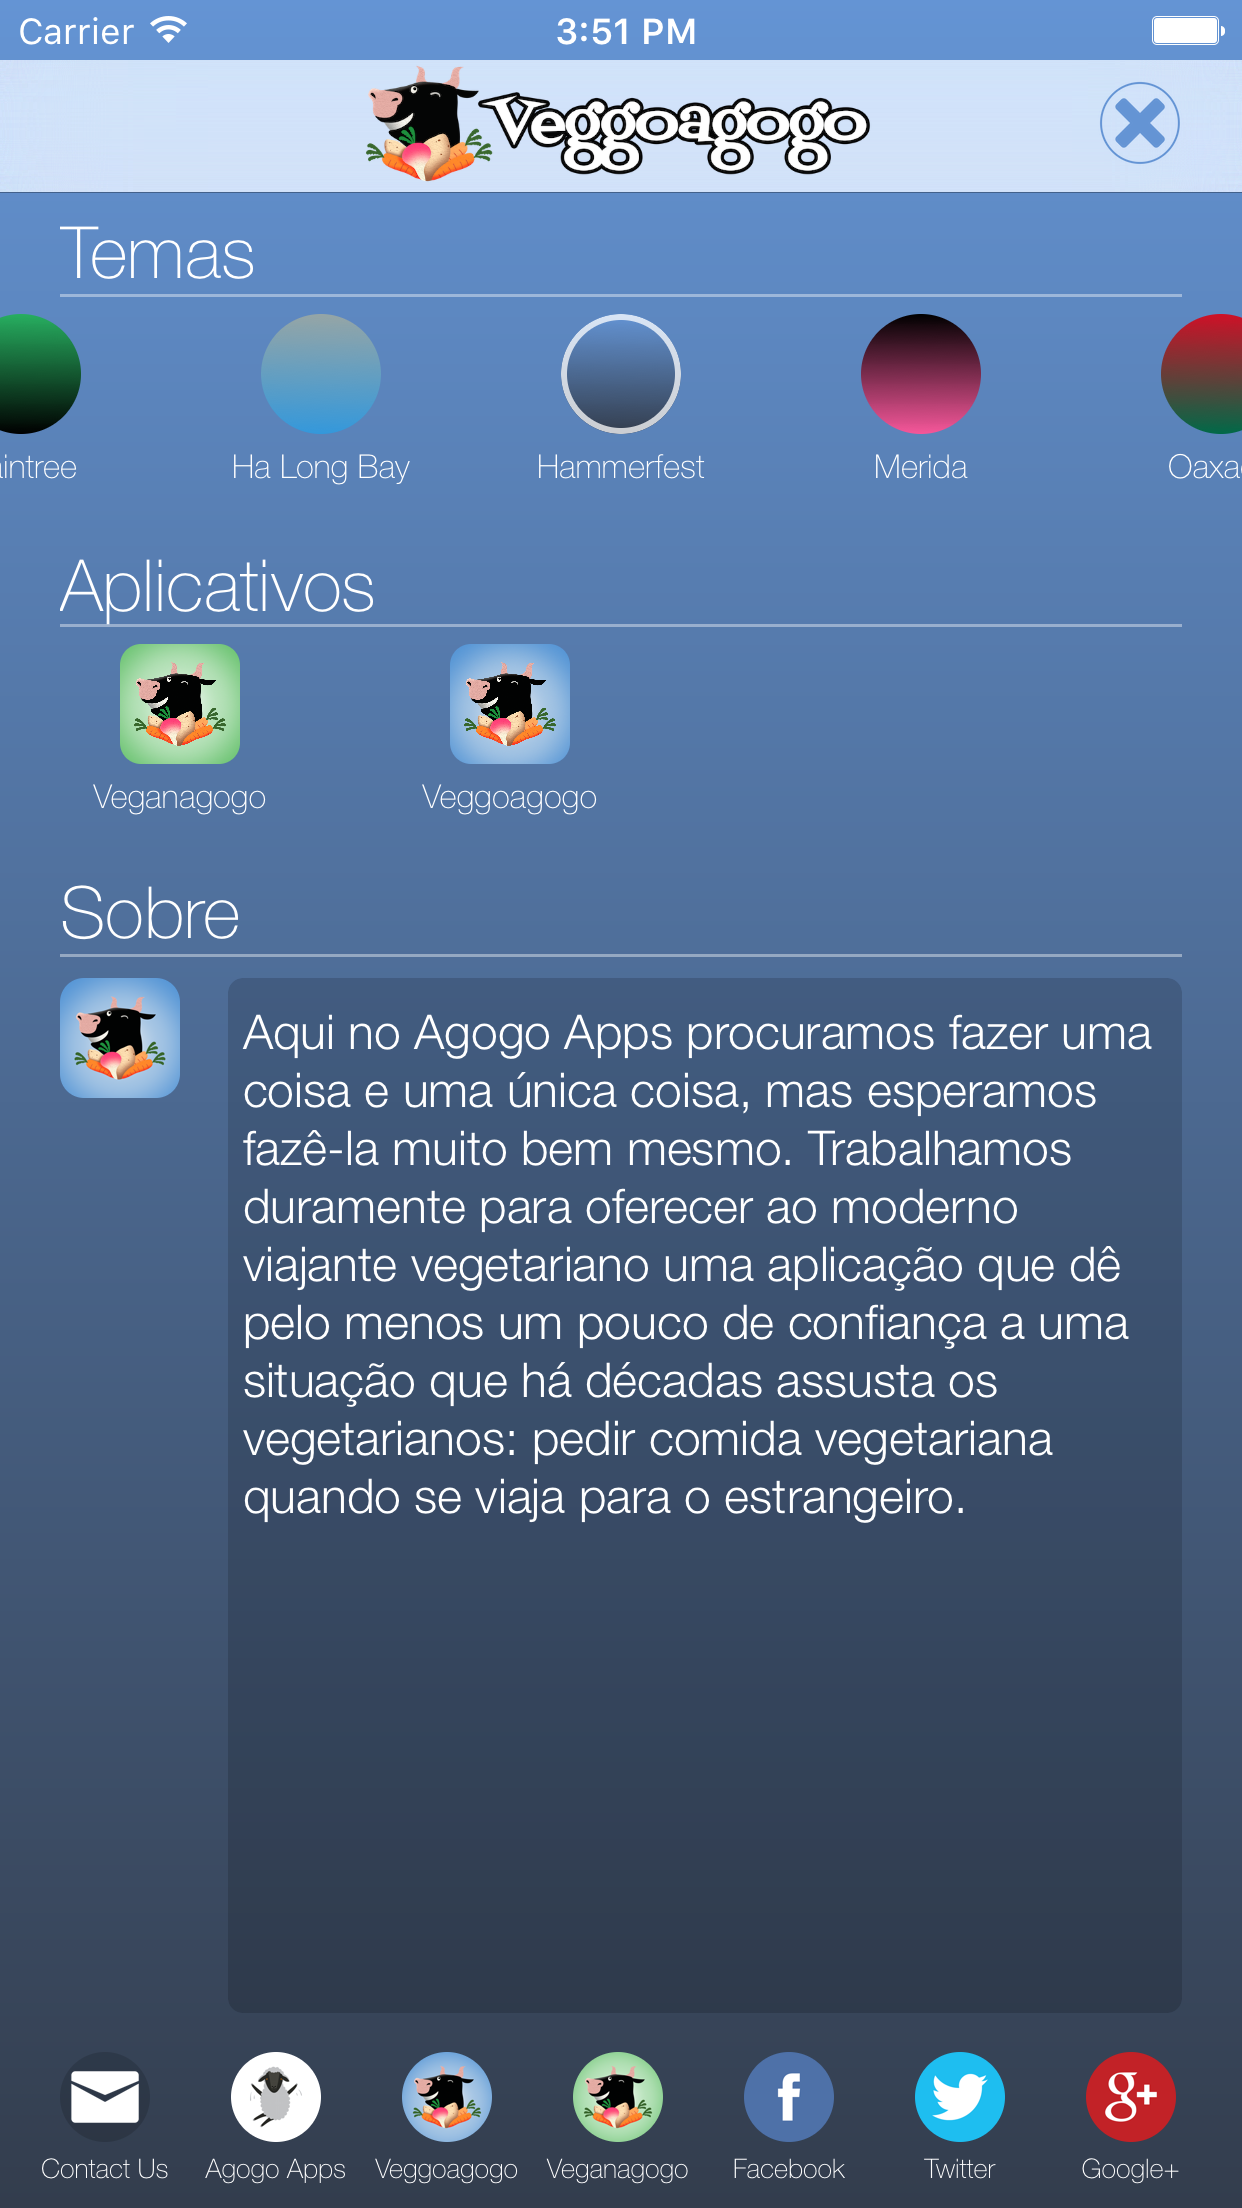 Carrier 3:51 PM
Veggoagogo
Temas
intree Ha Long Bay Hammerfest Merida Oaxa
Aplicativos
Veganagogo Veggoagogo
Sobre
Aqui no Agogo Apps procuramos fazer uma
coisa e uma única coisa, mas esperamos
fazê-la muito bem mesmo. Trabalhamos
duramente para oferecer ao moderno
viajante vegetariano uma aplicação que dê
pelo menos um pouco de confiança a uma
situação que há décadas assusta os
vegetarianos: pedir comida vegetariana
quando se viaja para o estrangeiro.
Contact Us Agogo Apps Veggoagogo Veganagogo Facebook Twitter Google+